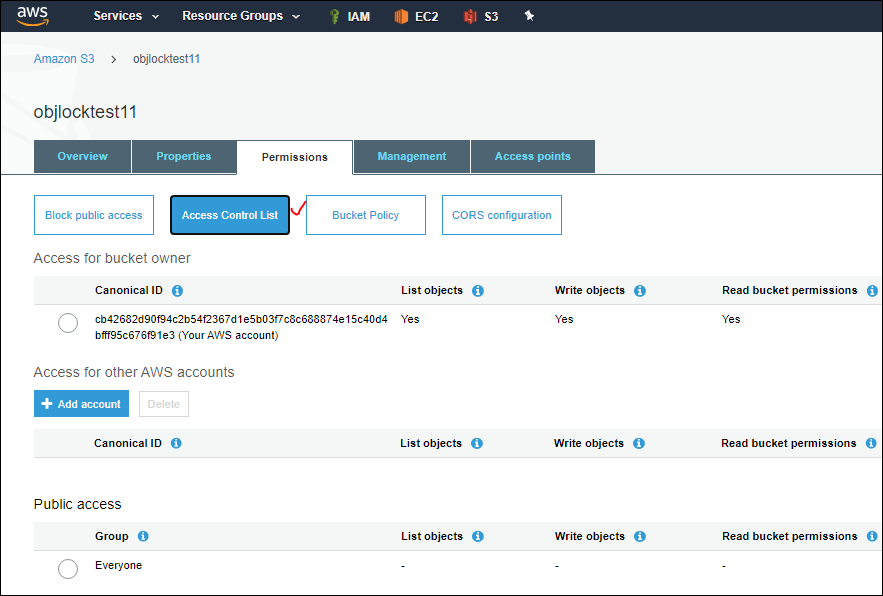 aws Services Resource Groups IAM EC2 S3
Amazon S3 > objlocktest11
objlocktest11
Overview Properties Permissions Management Access points
Block public access Access Control List Bucket Policy CORS configuration
Access for bucket owner
Canonical ID List objects Write objects Read bucket permissions
cb42682d90f94c2b54f2367d1e5b03f7c8c688874e15c40d4 Yes Yes Yes
bfff95c676f91e3 (Your AWS account)
Access for other AWS accounts
+ Add account Delete
Canonical ID List objects Write objects Read bucket permissions
Public access
Group List objects Write objects Read bucket permissions
Everyone - - -